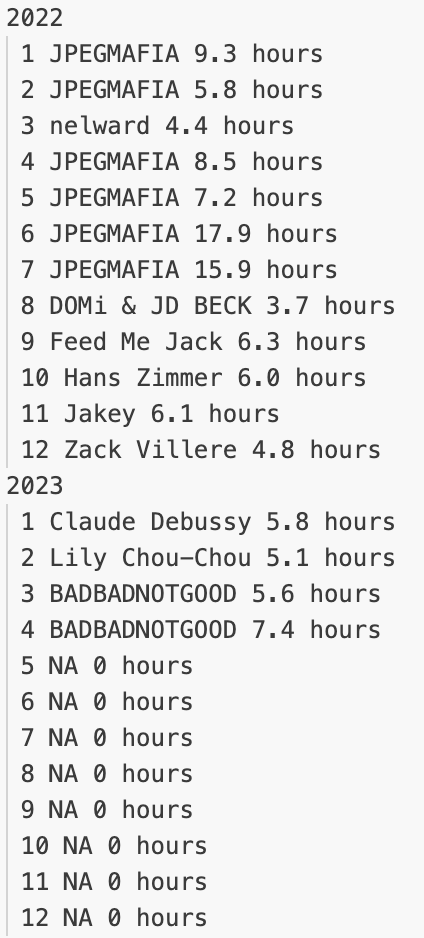 2022
1 JPEGMAFIA 9.3 hours
2 JPEGMAFIA 5.8 hours
3 nelward 4.4 hours
4 JPEGMAFIA 8.5 hours
5 JPEGMAFIA 7.2 hours
6 JPEGMAFIA 17.9 hours
7 JPEGMAFIA 15.9 hours
8 DOMi & JD BECK 3.7 hours
9 Feed Me Jack 6.3 hours
10 Hans Zimmer 6.0 hours
11 Jakey 6.1 hours
12 Zack Villere 4.8 hours
2023
1 Claude Debussy 5.8 hours
2 Lily Chou-Chou 5.1 hours
3 BADBADNOTGOOD 5.6 hours
4 BADBADNOTGOOD 7.4 hours
5 NA 0 hours
6 NA 0 hours
7 NA 0 hours
8 NA 0 hours
9 NA 0 hours
10 NA 0 hours
11 NA 0 hours
12 NA 0 hours